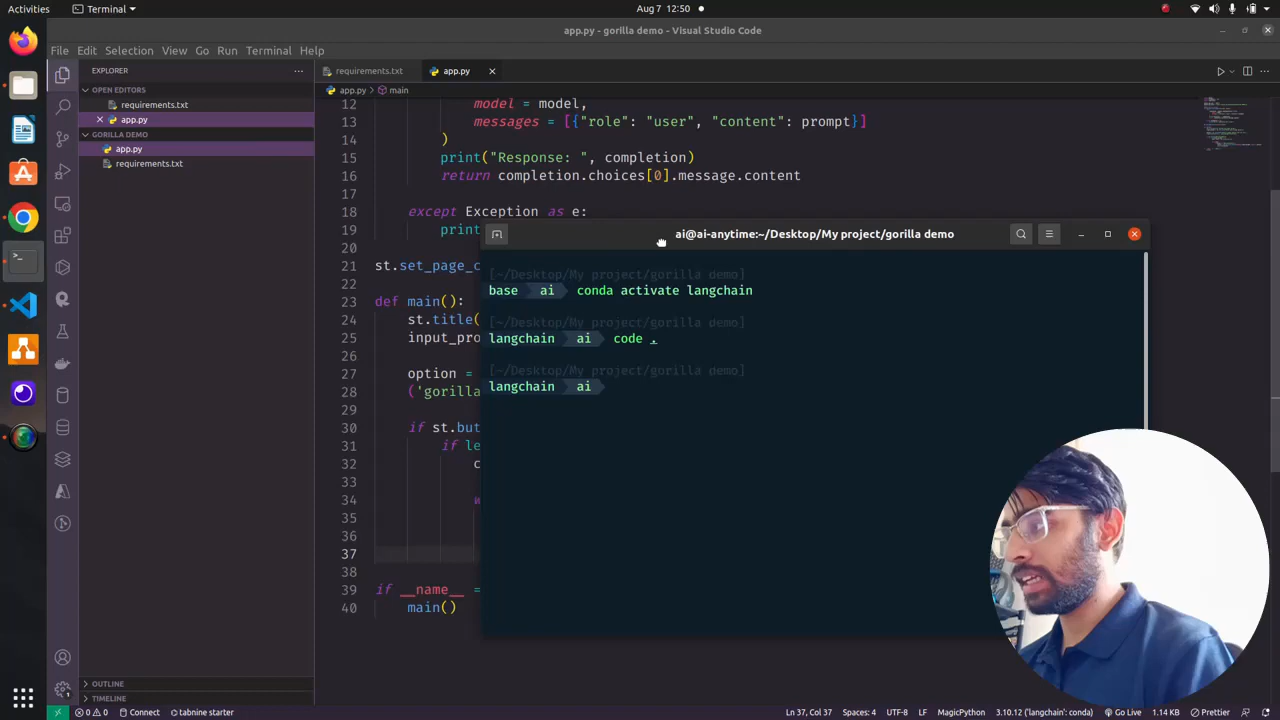 Activities
Terminal
Aug 7 12:50
app.py - gorilla demo - Visual Studio Code
File Edit Selection View Go Run Terminal Help
EXPLORER
requirements.txt
app.py
OPEN EDITORS
requirements.txt
app.py
GORILLA DEMO
app.py
requirements.txt
app.py > main
12 model = model,
13 messages = [{"role": "user", "content": prompt}]
14 )
15 print("Response: ", completion)
16 return completion.choices[0].message.content
17
18 except Exception as e:
19 print
20
21 st.set_page_c
22
23 def main():
24 st.title(
25 input_pro
26
27 option =
28 ('gorilla
29
30 if st.but
31 if le
32 c
33
34
35
36
37
38
39 if __name__ =
40 main()
ai@ai-anytime:~/Desktop/My project/gorilla demo
[~/Desktop/My project/gorilla demo]
base ai conda activate langchain
[~/Desktop/My project/gorilla demo]
langchain ai code .
[~/Desktop/My project/gorilla demo]
langchain ai
OUTLINE
TIMELINE
0 0 Connect tabnine starter
Ln 37, Col 37 Spaces: 4 UTF-8 LF MagicPython 3.10.12 ('langchain': conda) Go Live 1.14 KB Prettier